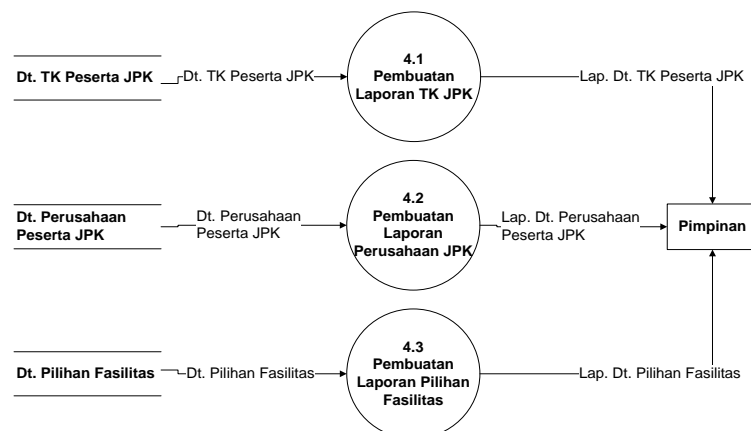 4.1
Pembuatan
Laporan TK JPK
Dt. TK Peserta JPK
Dt. TK Peserta JPK
Lap. Dt. TK Peserta JPK
4.2
Pembuatan
Laporan
Perusahaan JPK
Dt. Perusahaan
Peserta JPK
Dt. Perusahaan
Peserta JPK
Lap. Dt. Perusahaan
Peserta JPK
Pimpinan
4.3
Pembuatan
Laporan Pilihan
Fasilitas
Dt. Pilihan Fasilitas
Dt. Pilihan Fasilitas
Lap. Dt. Pilihan Fasilitas